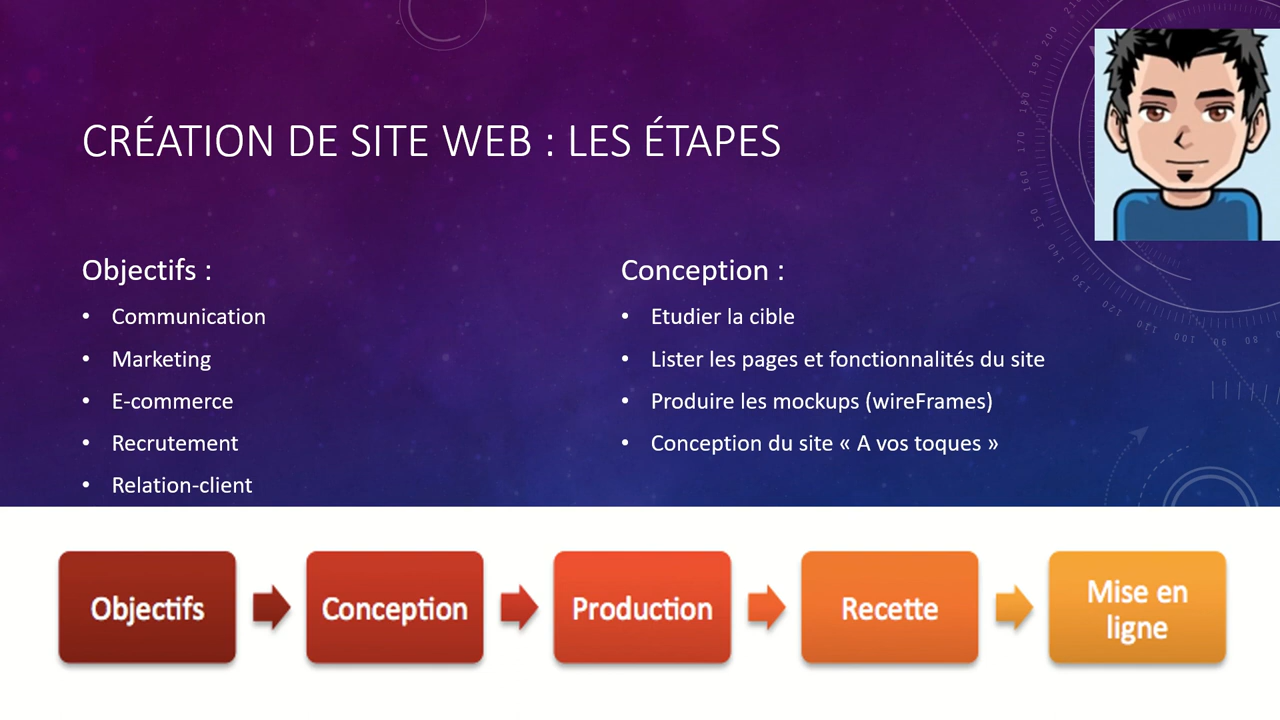 CRÉATION DE SITE WEB : LES ÉTAPES
Objectifs :
• Communication
• Marketing
• E-commerce
• Recrutement
• Relation-client
Conception :
• Etudier la cible
• Lister les pages et fonctionnalités du site
• Produire les mockups (wireFrames)
• Conception du site « A vos toques »
Objectifs
Conception
Production
Recette
Mise en
ligne